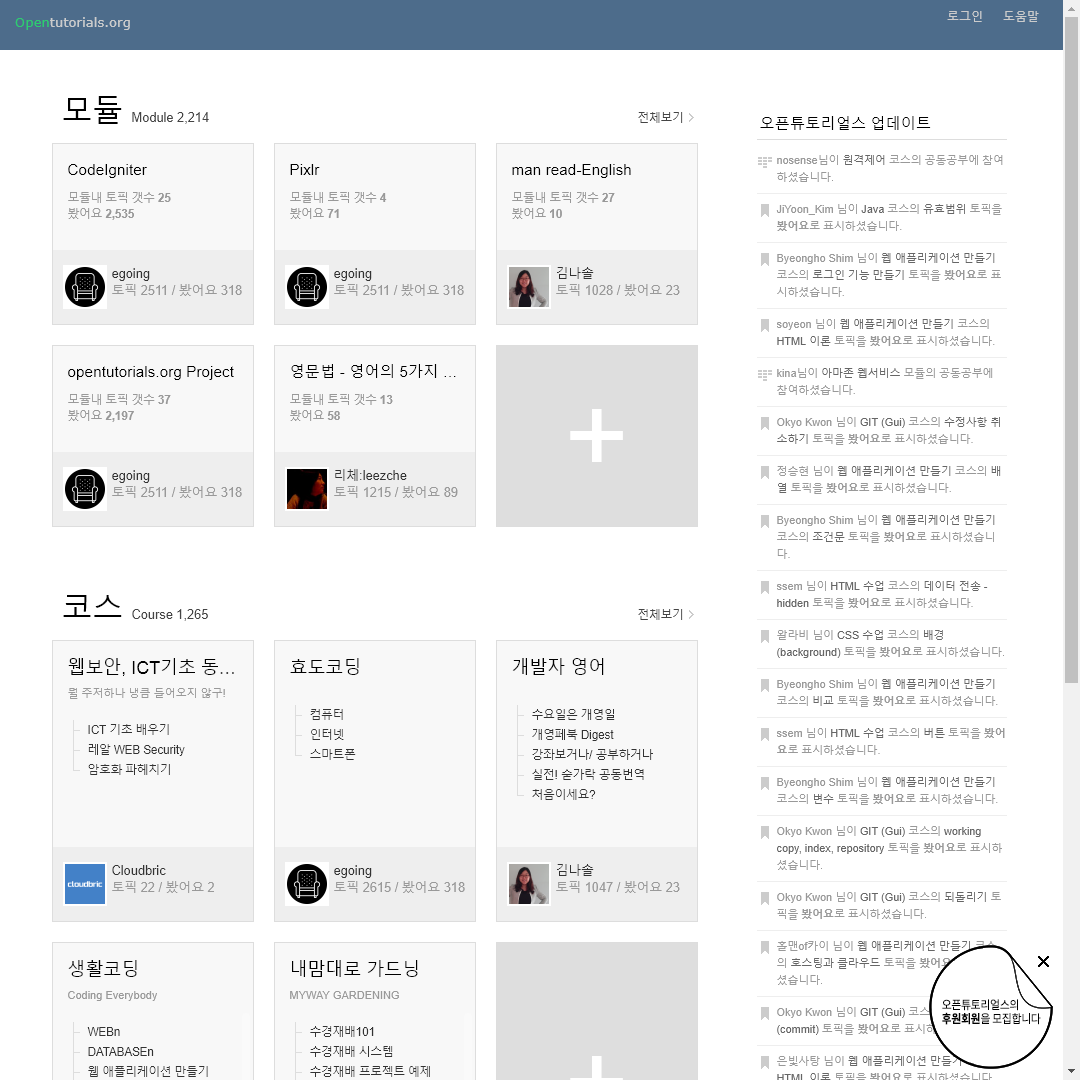 Opentutorials.org
로그인
도움말
모듈 Module 2,214
전체보기
CodeIgniter
모듈내 토픽 갯수 25
봤어요 2,535
egoing
토픽 2511 / 봤어요 318
Pixlr
모듈내 토픽 갯수 4
봤어요 71
egoing
토픽 2511 / 봤어요 318
man read-English
모듈내 토픽 갯수 27
봤어요 10
김나솔
토픽 1028 / 봤어요 23
opentutorials.org Project
모듈내 토픽 갯수 37
봤어요 2,197
egoing
토픽 2511 / 봤어요 318
영문법 - 영어의 5가지 ...
모듈내 토픽 갯수 13
봤어요 58
리체:leezche
토픽 1215 / 봤어요 89
코스 Course 1,265
전체보기
웹보안, ICT기초 동...
뭘 주저하나 냉큼 들어오지 않구!
ICT 기초 배우기
레알 WEB Security
암호화 파헤치기
cloudbric
Cloudbric
토픽 22 / 봤어요 2
효도코딩
컴퓨터
인터넷
스마트폰
egoing
토픽 2615 / 봤어요 318
개발자 영어
수요일은 개영일
개영페북 Digest
강좌보거나/ 공부하거나
실전! 숟가락 공동번역
처음이세요?
김나솔
토픽 1047 / 봤어요 23
생활코딩
Coding Everybody
WEBn
DATABASEn
웹 애플리케이션 만들기
내맘대로 가드닝
MYWAY GARDENING
수경재배101
수경재배 시스템
수경재배 프로젝트 예제
오픈튜토리얼스 업데이트
nosense님이 원격제어 코스의 공동공부에 참여
하셨습니다.
JiYoon_Kim 님이 Java 코스의 유효범위 토픽을
봤어요로 표시하셨습니다.
Byeongho Shim 님이 웹 애플리케이션 만들기
코스의 로그인 기능 만들기 토픽을 봤어요로 표
시하셨습니다.
soyeon 님이 웹 애플리케이션 만들기 코스의
HTML 이론 토픽을 봤어요로 표시하셨습니다.
kina님이 아마존 웹서비스 모듈의 공동공부에
참여하셨습니다.
Okyo Kwon 님이 GIT (Gui) 코스의 수정사항 취
소하기 토픽을 봤어요로 표시하셨습니다.
정승현 님이 웹 애플리케이션 만들기 코스의 배
열 토픽을 봤어요로 표시하셨습니다.
Byeongho Shim 님이 웹 애플리케이션 만들기
코스의 조건문 토픽을 봤어요로 표시하셨습니
다.
ssem 님이 HTML 수업 코스의 데이터 전송 -
hidden 토픽을 봤어요로 표시하셨습니다.
왈라비 님이 CSS 수업 코스의 배경
(background) 토픽을 봤어요로 표시하셨습니다.
Byeongho Shim 님이 웹 애플리케이션 만들기
코스의 비교 토픽을 봤어요로 표시하셨습니다.
ssem 님이 HTML 수업 코스의 버튼 토픽을 봤어
요로 표시하셨습니다.
Byeongho Shim 님이 웹 애플리케이션 만들기
코스의 변수 토픽을 봤어요로 표시하셨습니다.
Okyo Kwon 님이 GIT (Gui) 코스의 working
copy, index, repository 토픽을 봤어요로 표시하
셨습니다.
Okyo Kwon 님이 GIT (Gui) 코스의 되돌리기 토
픽을 봤어요로 표시하셨습니다.
홀맨of카이 님이 웹 애플리케이션 만들기 코스
의 호스팅과 클라우드 토픽을 봤어요
셨습니다.
Okyo Kwon 님이 GIT (Gui) 코스
(commit) 토픽을 봤어요로 표시하
은빛사탕 님이 웹 애플리케이션 만들
HTML 이론 토픽을 봤어요로 표시
오픈튜토리얼스의
후원회원을 모집합니다